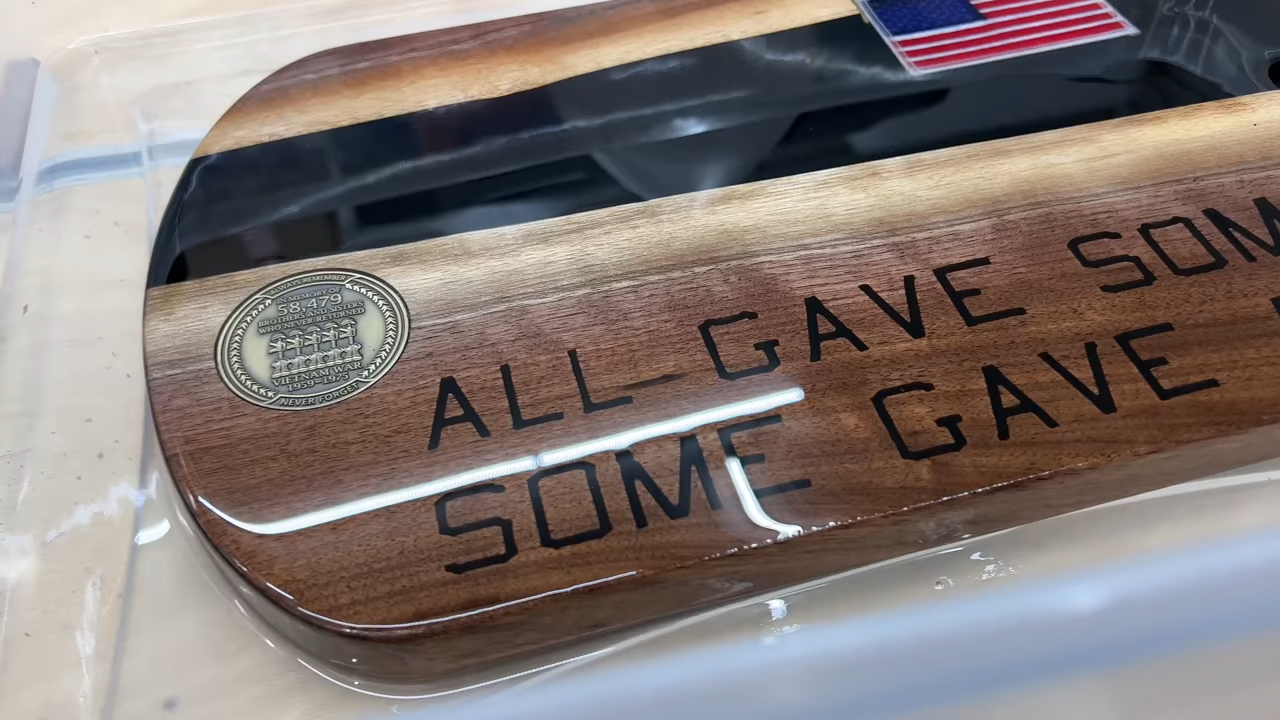 ALWAYS REMEMBER
IN MEMORY OF
58,479
BROTHERS AND SISTERS
WHO NEVER RETURNED
VIETNAM WAR
1959-1975
NEVER FORGET
ALL GAVE SOM
SOME GAVE